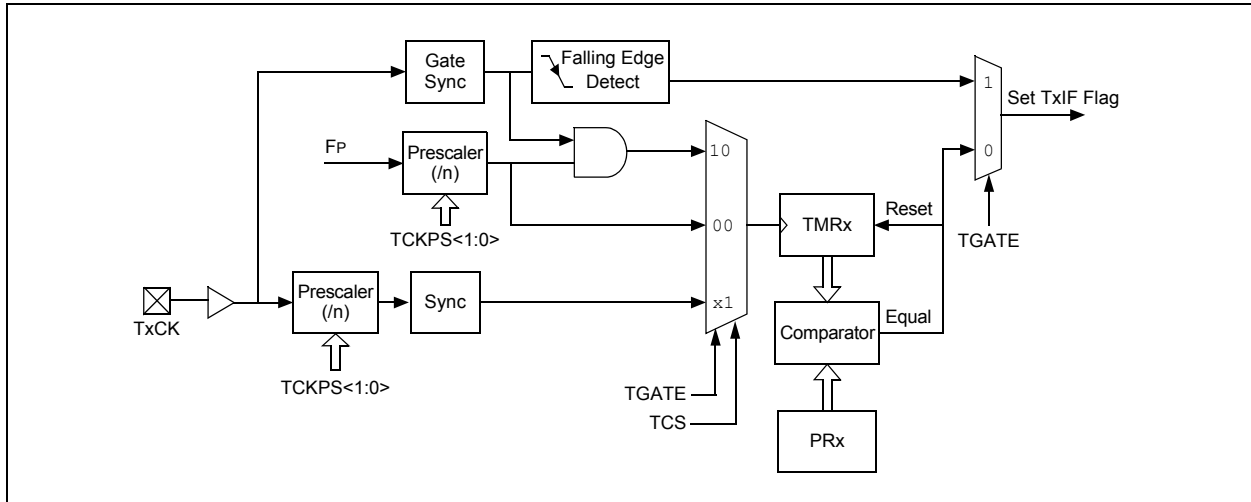 Gate
Sync
Falling Edge
Detect
1
Set TxIF Flag
0
FP
Prescaler
(/n)
10
TGATE
TCKPS<1:0>
00
TMRx
Reset
TxCK
Prescaler
(/n)
Sync
x1
Comparator
Equal
TCKPS<1:0>
TGATE
TCS
PRx